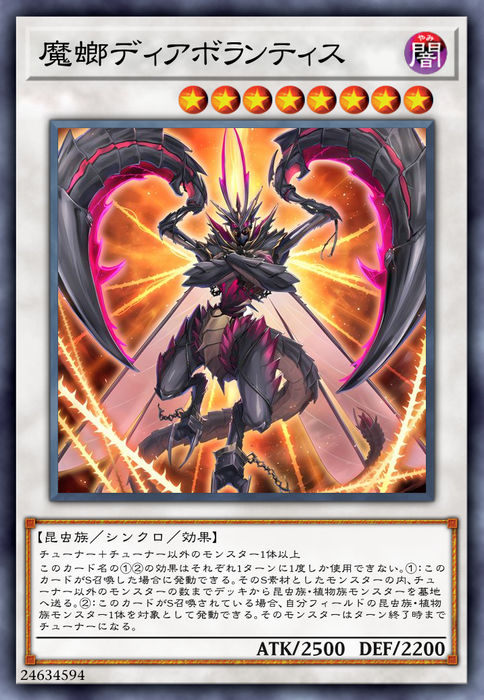 魔螂ディアボランティス
やみ
闇
【昆虫族／シンクロ／効果】
チューナー＋チューナー以外のモンスター1体以上
このカード名の①②の効果はそれぞれ1ターンに1度しか使用できない。①：こ
のカードがS召喚した場合に発動できる。そのS素材としたモンスターの内、チュ
ーナー以外のモンスターの数までデッキから昆虫族・植物族モンスターを墓地
へ送る。②：このカードがS召喚されている場合、自分フィールドの昆虫族・植物
族モンスター1体を対象として発動できる。そのモンスターはターン終了時まで
チューナーになる。
ATK/2500 DEF/2200
24634594